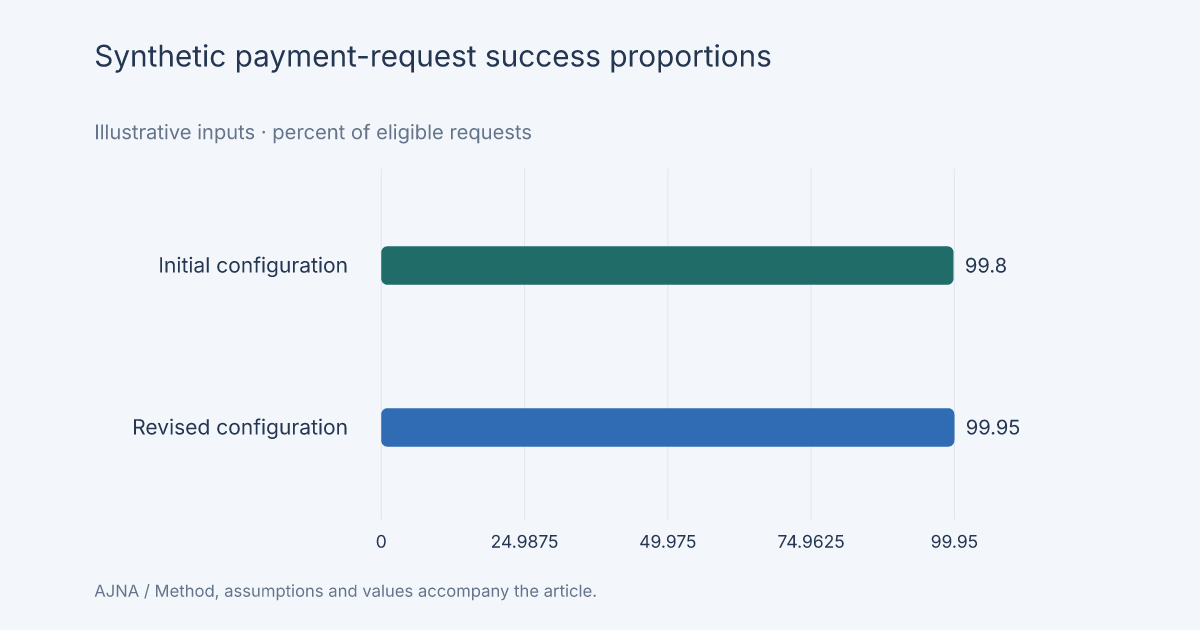 Synthetic payment-request success proportions
Illustrative inputs · percent of eligible requests
Initial configuration 99.8
Revised configuration 99.95
0 24.9875 49.975 74.9625 99.95
AJNA / Method, assumptions and values accompany the article.